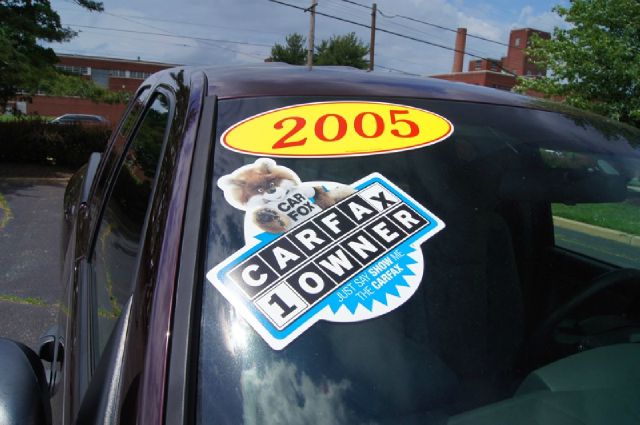 2005
CAR
FOX
CARFAX
1 OWNER
JUST SAY SHOW ME
THE CARFAX